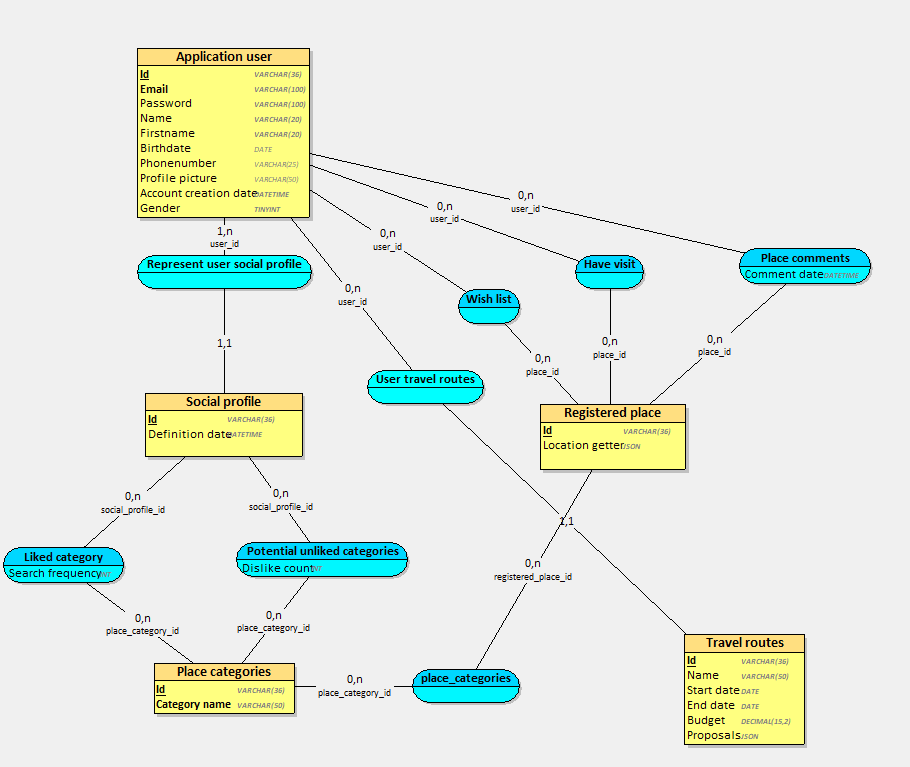 Application user
Id VARCHAR(36)
Email VARCHAR(100)
Password VARCHAR(100)
Name VARCHAR(20)
Firstname VARCHAR(20)
Birthdate DATE
Phonenumber VARCHAR(25)
Profile picture VARCHAR(50)
Account creation date DATETIME
Gender TINYINT
1,n
user_id
0,n
user_id
0,n
user_id
0,n
user_id
0,n
user_id
Represent user social profile
Wish list
Have visit
Place comments
Comment date DATETIME
1,1
0,n
place_id
0,n
place_id
0,n
place_id
User travel routes
Social profile
Id VARCHAR(36)
Definition date DATETIME
Registered place
Id VARCHAR(36)
Location getter JSON
0,n
social_profile_id
0,n
social_profile_id
1,1
Liked category
Search frequency INT
Potential unliked categories
Dislike count INT
0,n
registered_place_id
0,n
place_category_id
0,n
place_category_id
Place categories
Id VARCHAR(36)
Category name VARCHAR(50)
0,n
place_category_id
place_categories
Travel routes
Id VARCHAR(36)
Name VARCHAR(50)
Start date DATE
End date DATE
Budget DECIMAL(15,2)
Proposals JSON